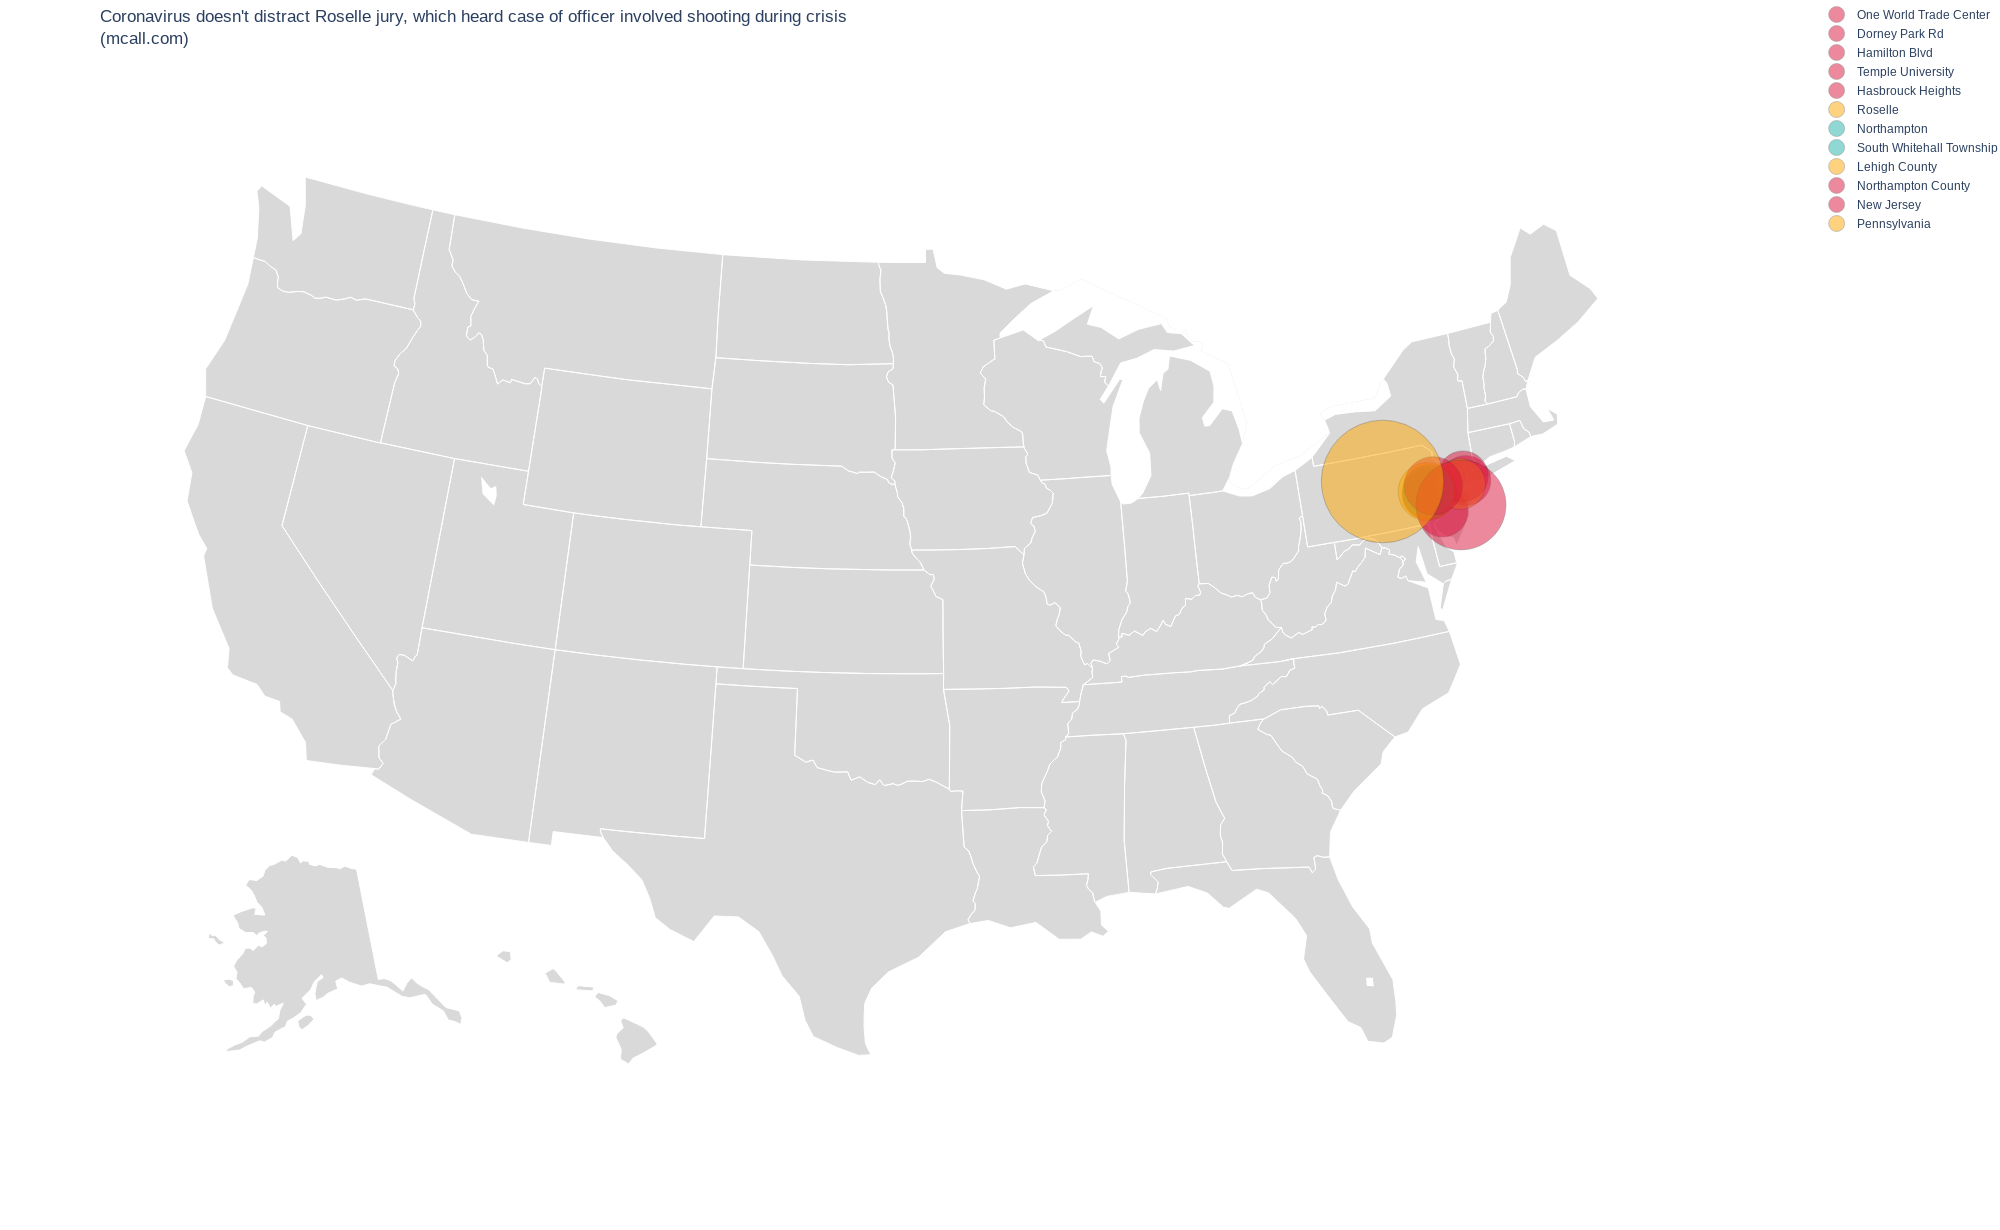 Coronavirus doesn't distract Roselle jury, which heard case of officer involved shooting during crisis
(mcall.com)
One World Trade Center
Dorney Park Rd
Hamilton Blvd
Temple University
Hasbrouck Heights
Roselle
Northampton
South Whitehall Township
Lehigh County
Northampton County
New Jersey
Pennsylvania